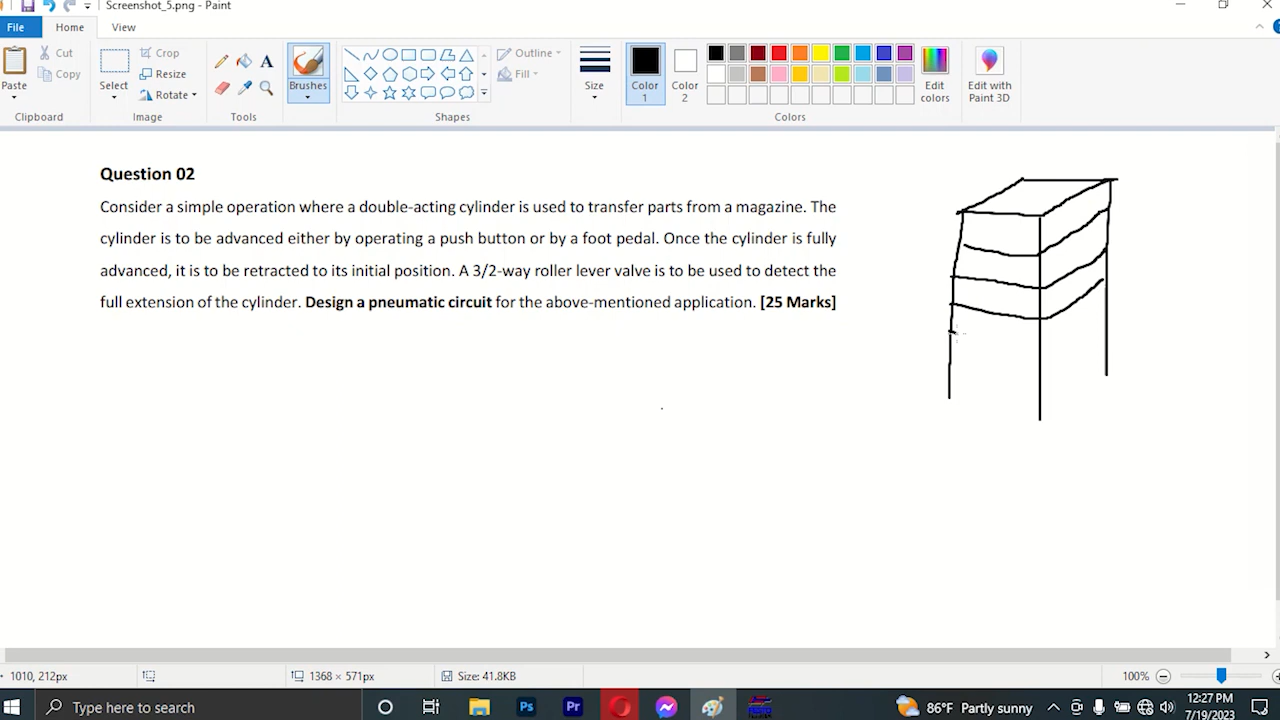 Screenshot_5.png - Paint
File
Home
View
Paste
Cut
Copy
Clipboard
Select
Crop
Resize
Rotate
Image
A
Tools
Brushes
Outline
Fill
Shapes
Size
Color
1
Color
2
Edit
colors
Edit with
Paint 3D
Colors
Question 02
Consider a simple operation where a double-acting cylinder is used to transfer parts from a magazine. The
cylinder is to be advanced either by operating a push button or by a foot pedal. Once the cylinder is fully
advanced, it is to be retracted to its initial position. A 3/2-way roller lever valve is to be used to detect the
full extension of the cylinder. Design a pneumatic circuit for the above-mentioned application. [25 Marks]
1010, 212px
1368 × 571px
Size: 41.8KB
100%
Type here to search
Ps
Pr
86°F Partly sunny
12:27 PM
7/19/2023